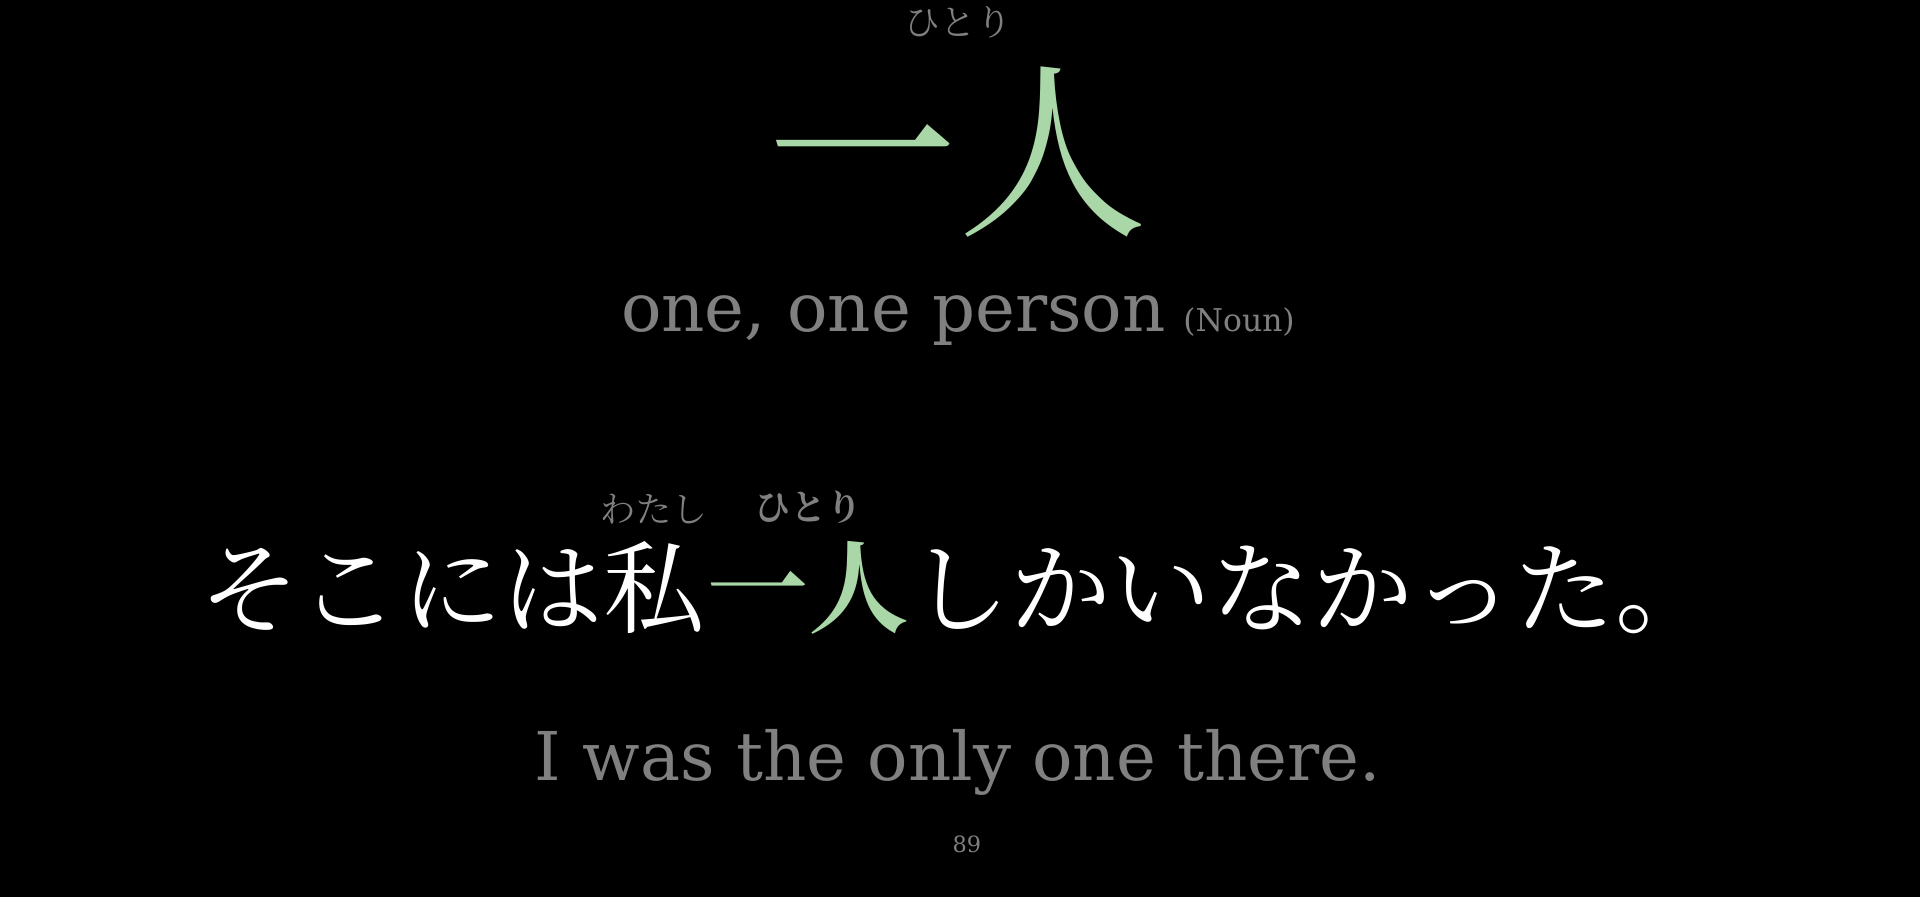 ひとり
一人
one, one person (Noun)
わたし ひとり
そこには私一人しかいなかった。
I was the only one there.
89